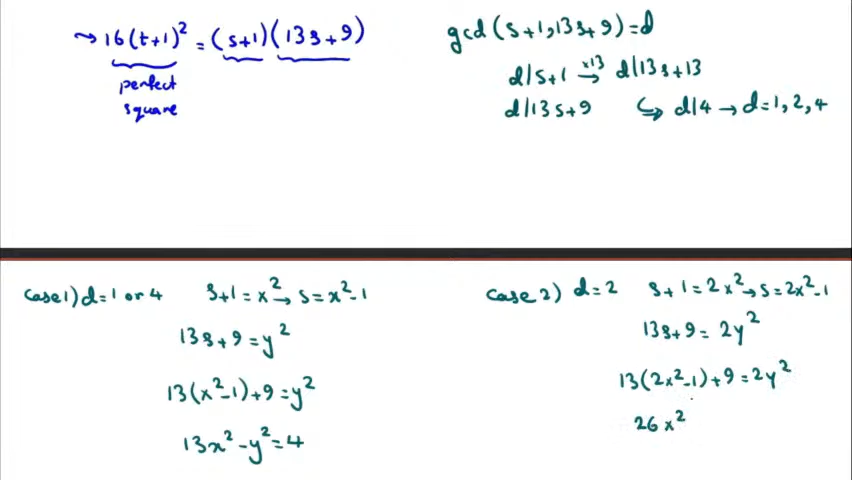 ↝ 16(t+1)² = (s+1)(13s+9)
perfect
square
gcd(s+1,13s+9)=d
d|s+1 →×13 d|13s+13
d|13s+9 ↪ d|4 → d=1,2,4
case1) d=1 or 4 s+1=x² → s=x²-1
13s+9=y²
13(x²-1)+9=y²
13x²-y²=4
case 2) d=2 s+1=2x² → s=2x²-1
13s+9=2y²
13(2x²-1)+9=2y²
26x²